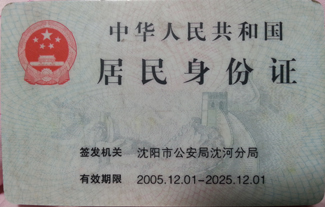 中华人民共和国
居民身份证
签发机关 沈阳市公安局沈河分局
有效期限 2005.12.01-2025.12.01